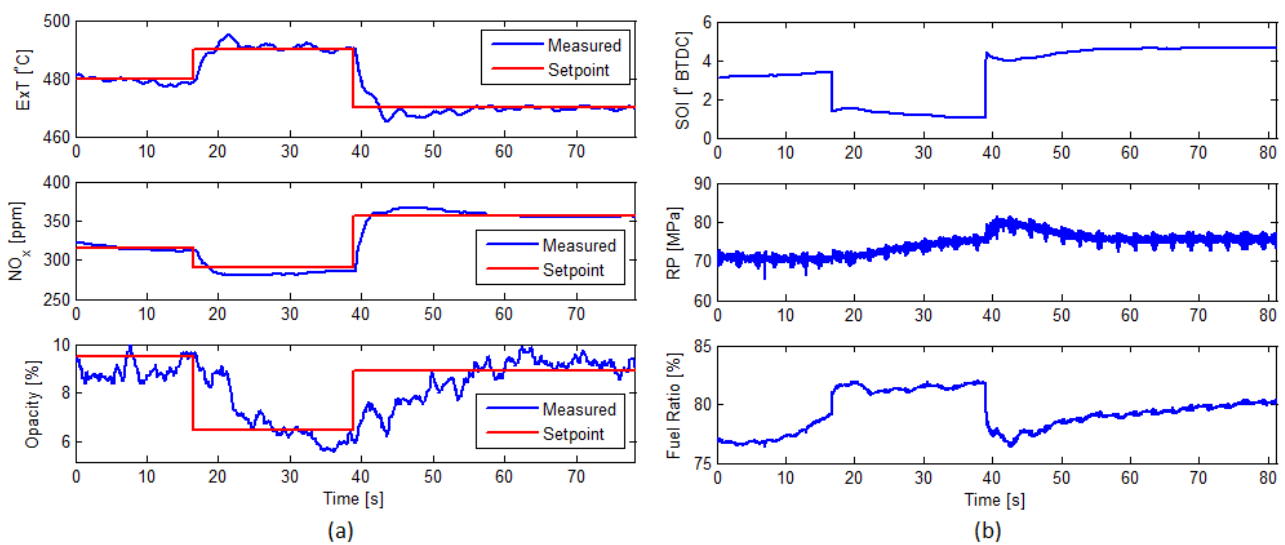 500
480
460
ExT [˚C]
Measured
Setpoint
0 10 20 30 40 50 60 70
400
350
300
250
NOx [ppm]
Measured
Setpoint
0 10 20 30 40 50 60 70
10
8
6
Opacity [%]
Measured
Setpoint
0 10 20 30 40 50 60 70
Time [s]
(a)
6
4
2
0
SOI [˚ BTDC]
0 10 20 30 40 50 60 70 80
90
80
70
60
RP [MPa]
0 10 20 30 40 50 60 70 80
85
80
75
Fuel Ratio [%]
0 10 20 30 40 50 60 70 80
Time [s]
(b)